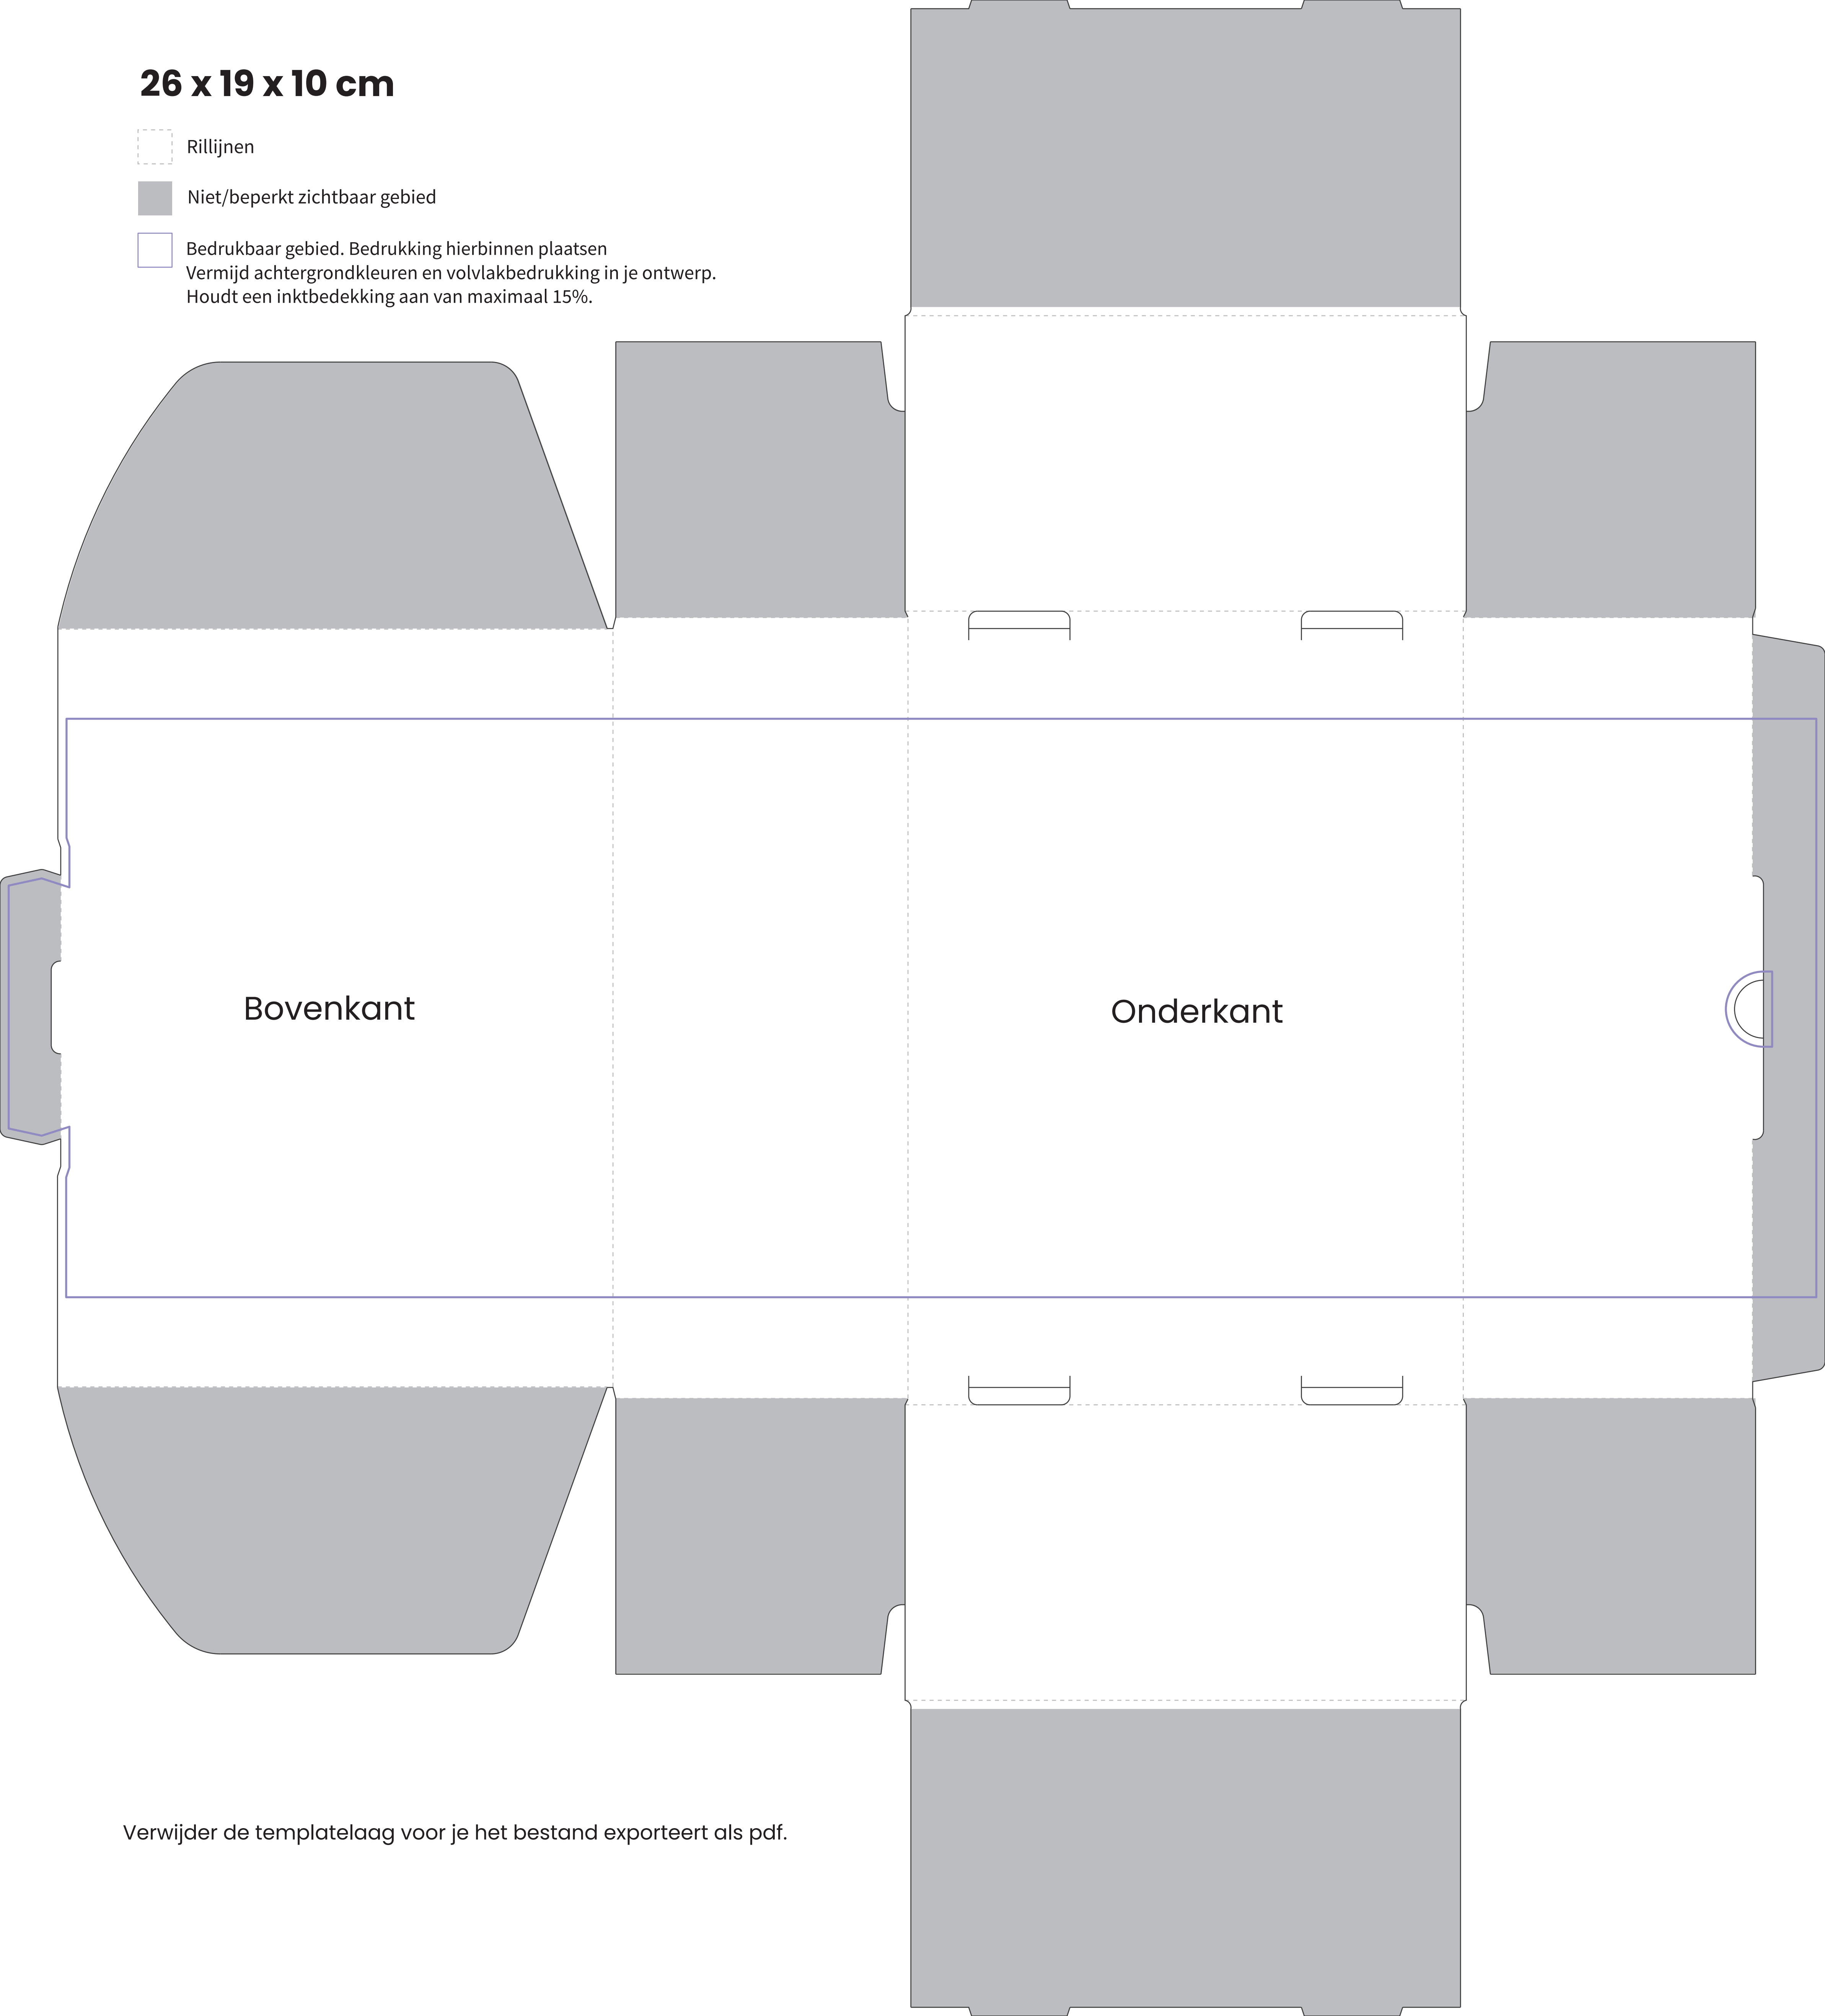 26 x 19 x 10 cm
Rillijnen
Niet/beperkt zichtbaar gebied
Bedrukbaar gebied. Bedrukking hierbinnen plaatsen
Vermijd achtergrondkleuren en volvlakbedrukking in je ontwerp.
Houdt een inktbedekking aan van maximaal 15%.
Bovenkant
Onderkant
Verwijder de templatelaag voor je het bestand exporteert als pdf.